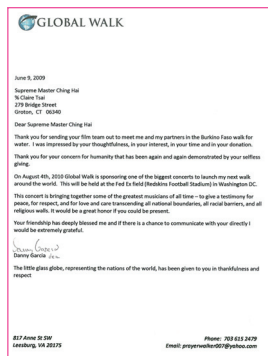 GLOBAL WALK
June 9, 2009
Supreme Master Ching Hai
% Claire Tsai
279 Bridge Street
Groton, CT 06340
Dear Supreme Master Ching Hai
Thank you for sending your film team out to meet me and my partners in the Burkino Faso walk for
water. I was impressed by your thoughtfulness, in your interest, in your time and in your donation.
Thank you for your concern for humanity that has been again and again demonstrated by your selfless
giving.
On August 4th, 2010 Global Walk is sponsoring one of the biggest concerts to launch my next walk
around the world. This will be held at the Fed Ex field (Redskins Football Stadium) in Washington DC.
This concert is bringing together some of the greatest musicians of all time – to give a testimony for
peace, for respect, and for love and care transcending all national boundaries, all racial barriers, and all
religious walls. It would be a great honor if you could be present.
Your friendship has deeply blessed me and if there is a chance to communicate with your directly I
would be extremely grateful.
Danny Garcia
Danny Garcia
The little glass globe, representing the nations of the world, has been given to you in thankfulness and
respect
817 Anne St SW
Leesburg, VA 20175
Phone: 703 615 2479
Email: prayerwalker007@yahoo.com